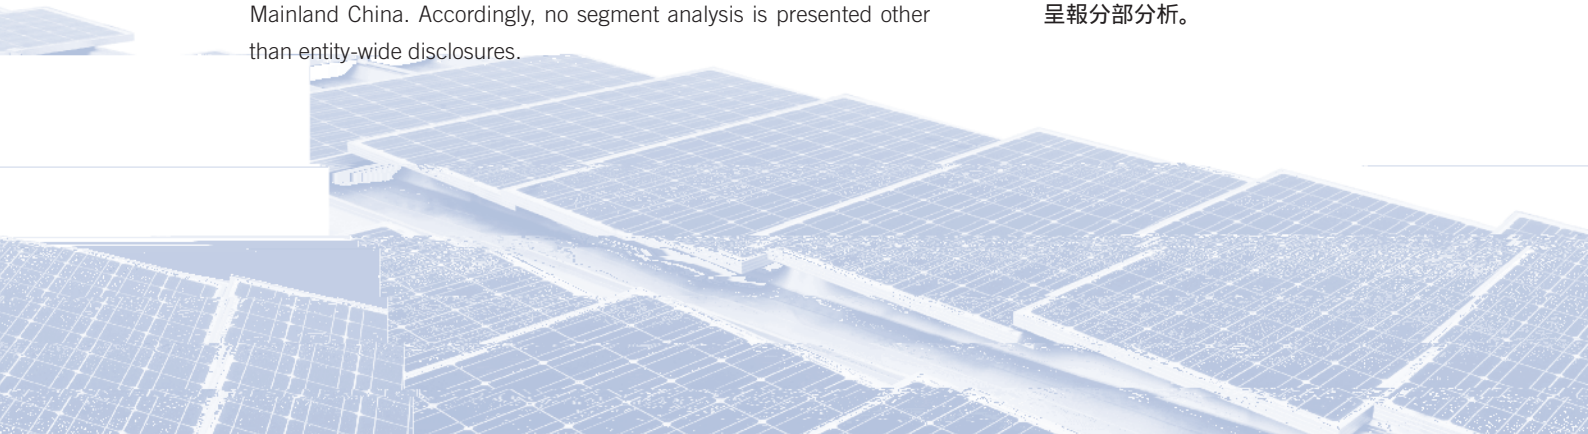 Mainland China. Accordingly, no segment analysis is presented other
than entity-wide disclosures.
呈報分部分析。